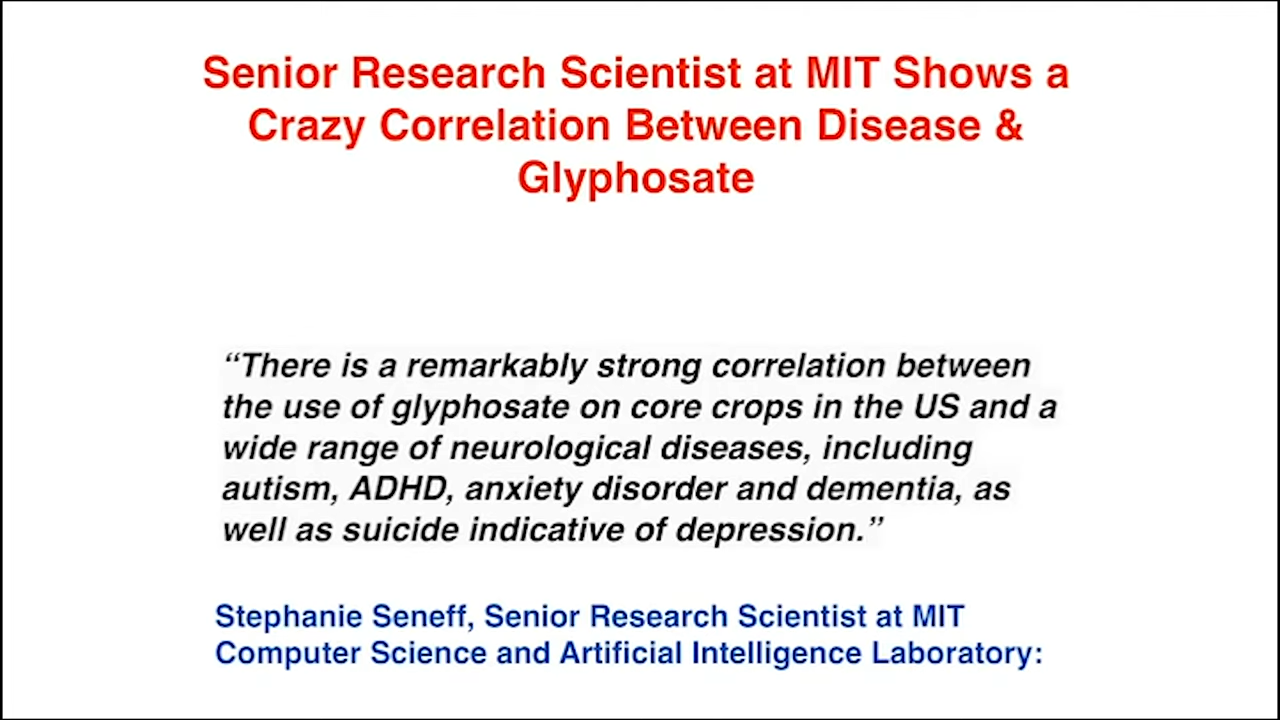 Senior Research Scientist at MIT Shows a
Crazy Correlation Between Disease &
Glyphosate
“There is a remarkably strong correlation between
the use of glyphosate on core crops in the US and a
wide range of neurological diseases, including
autism, ADHD, anxiety disorder and dementia, as
well as suicide indicative of depression.”
Stephanie Seneff, Senior Research Scientist at MIT
Computer Science and Artificial Intelligence Laboratory: